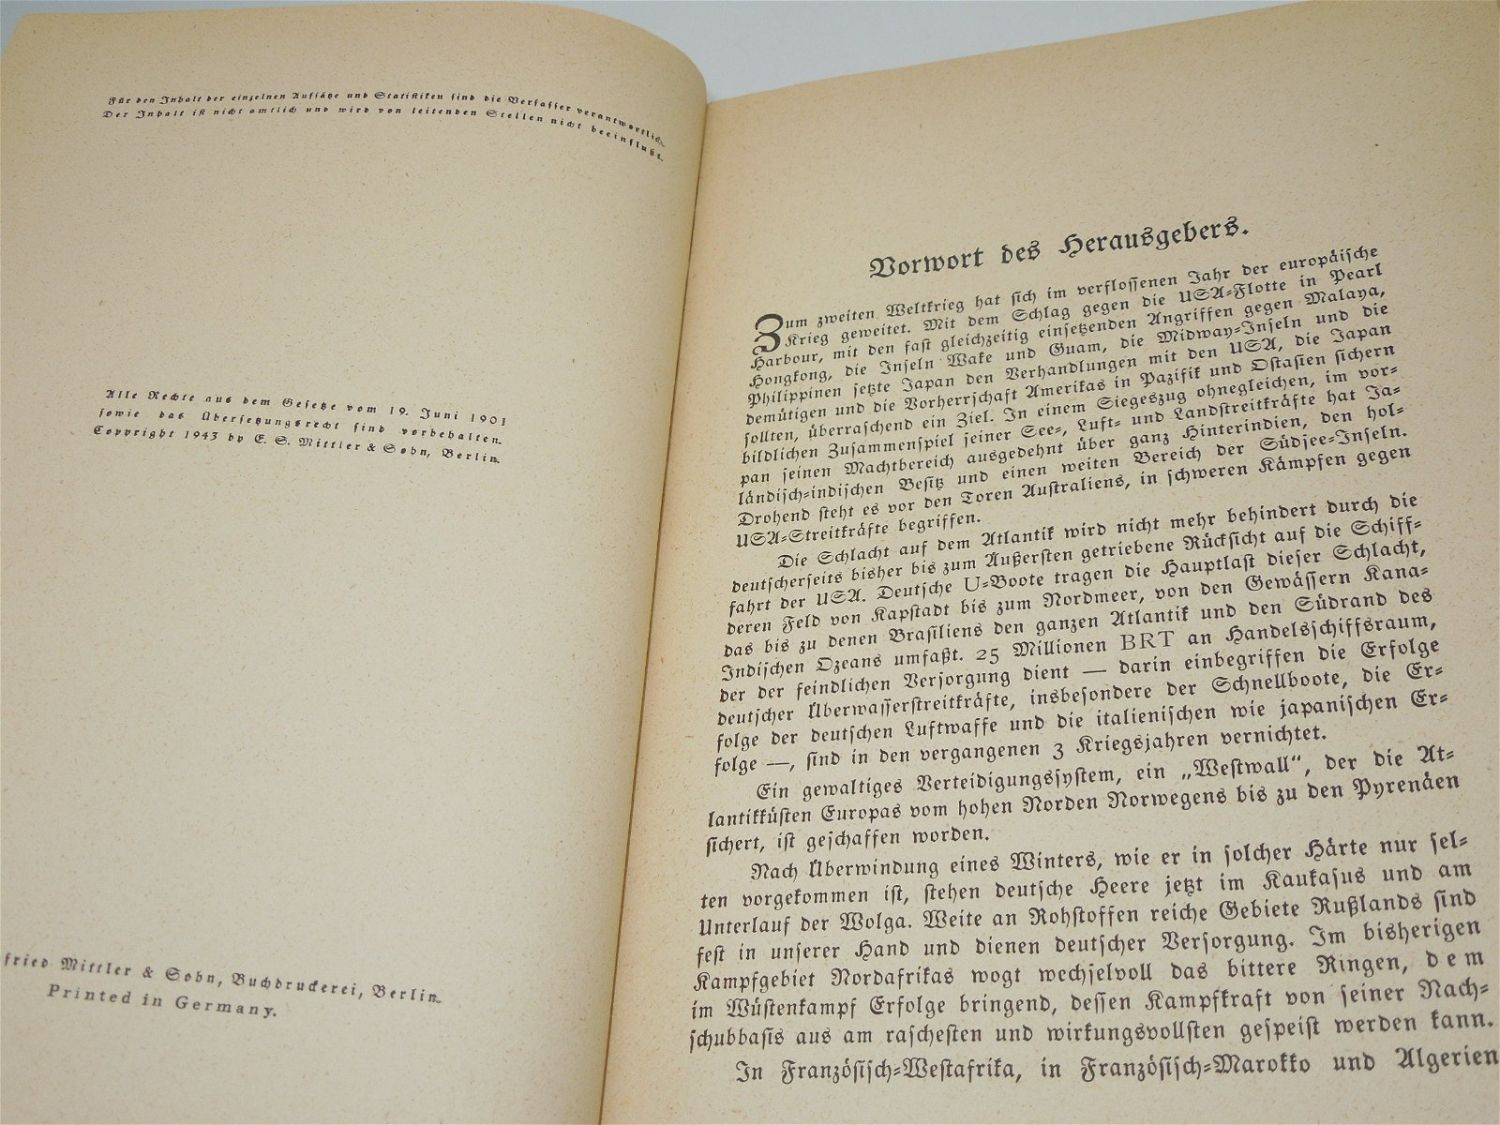 Für den Inhalt der einzelnen Aufsätze und Statistiken sind die Verfasser verantwortlich.
Der Inhalt ist nicht amtlich und wird von leitenden Stellen nicht beeinflußt.
Alle Rechte aus dem Gesetze vom 19. Juni 1901
sowie das Übersetzungsrecht sind vorbehalten.
Copyright 1943 by E. S. Mittler & Sohn, Berlin.
fried Mittler & Sohn, Buchdruckerei, Berlin.
Printed in Germany.
Vorwort des Herausgebers.
Zum zweiten Weltkrieg hat sich im verflossenen Jahr der europäische
Krieg geweitet. Mit dem Schlag gegen die USA-Flotte in Pearl
Harbour, mit den fast gleichzeitig einsetzenden Angriffen gegen Malaya,
Hongkong, die Inseln Wake und Guam, die Midway-Inseln und die
Philippinen setzte Japan den Verhandlungen mit den USA, die Japan
demütigen und die Vorherrschaft Amerikas in Pazifik und Ostasien sichern
sollten, überraschend ein Ziel. In einem Siegeszug ohnegleichen, im vor-
bildlichen Zusammenspiel seiner See-, Luft- und Landstreitkräfte hat Ja-
pan seinen Machtbereich ausgedehnt über ganz Hinterindien, den hol-
ländisch-indischen Besitz und einen weiten Bereich der Südsee-Inseln.
Drohend steht es vor den Toren Australiens, in schweren Kämpfen gegen
USA-Streitkräfte begriffen.
Die Schlacht auf dem Atlantik wird nicht mehr behindert durch die
deutscherseits bisher bis zum Äußersten getriebene Rücksicht auf die Schiff-
fahrt der USA. Deutsche U-Boote tragen die Hauptlast dieser Schlacht,
deren Feld von Kapstadt bis zum Nordmeer, von den Gewässern Kana-
das bis zu denen Brasiliens den ganzen Atlantik und den Südrand des
Indischen Ozeans umfaßt. 25 Millionen BRT an Handelsschiffsraum,
der der feindlichen Versorgung dient — darin einbegriffen die Erfolge
deutscher Überwasserstreitkräfte, insbesondere der Schnellboote, die Er-
folge der deutschen Luftwaffe und die italienischen wie japanischen Er-
folge —, sind in den vergangenen 3 Kriegsjahren vernichtet.
Ein gewaltiges Verteidigungssystem, ein „Westwall“, der die At-
lantikküsten Europas vom hohen Norden Norwegens bis zu den Pyrenäen
sichert, ist geschaffen worden.
Nach Überwindung eines Winters, wie er in solcher Härte nur sel-
ten vorgekommen ist, stehen deutsche Heere jetzt im Kaukasus und am
Unterlauf der Wolga. Weite an Rohstoffen reiche Gebiete Rußlands sind
fest in unserer Hand und dienen deutscher Versorgung. Im bisherigen
Kampfgebiet Nordafrikas wogt wechselvoll das bittere Ringen, dem
im Wüstenkampf Erfolge bringend, dessen Kampfkraft von seiner Nach-
schubbasis aus am raschesten und wirkungsvollsten gespeist werden kann.
In Französisch-Westafrika, in Französisch-Marokko und Algerien